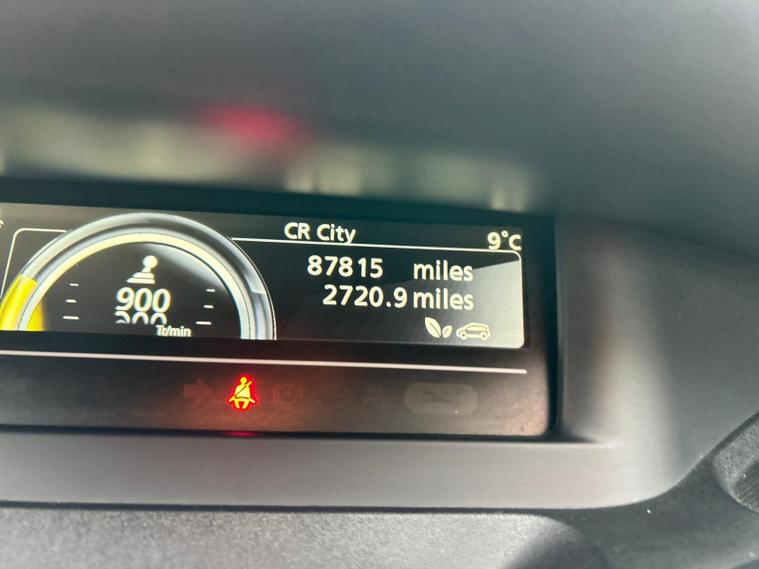 CR City
9°C
87815 miles
2720.9 miles
900
Tr/min